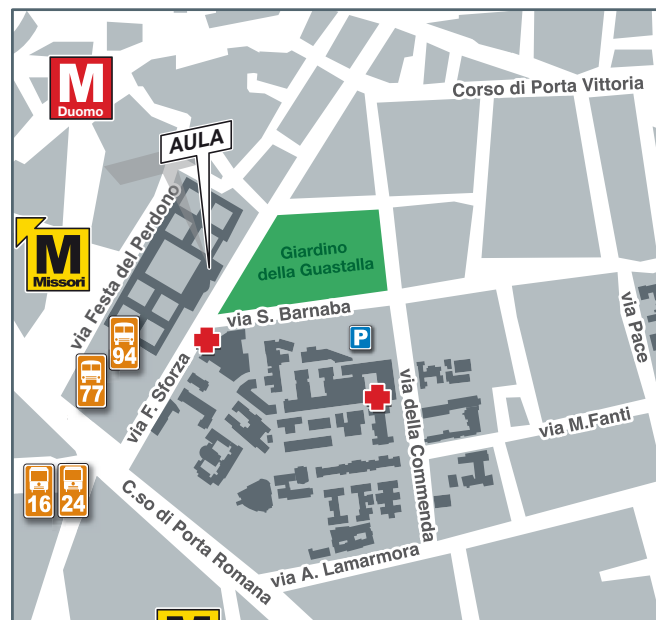 M
Duomo
Corso di Porta Vittoria
AULA
via Festa del Perdono
M
Missori
Giardino
della Guastalla
via S. Barnaba
P
via Pace
94
77
via F. Sforza
via della Commenda
via M.Fanti
16
24
C.so di Porta Romana
via A. Lamarmora
M